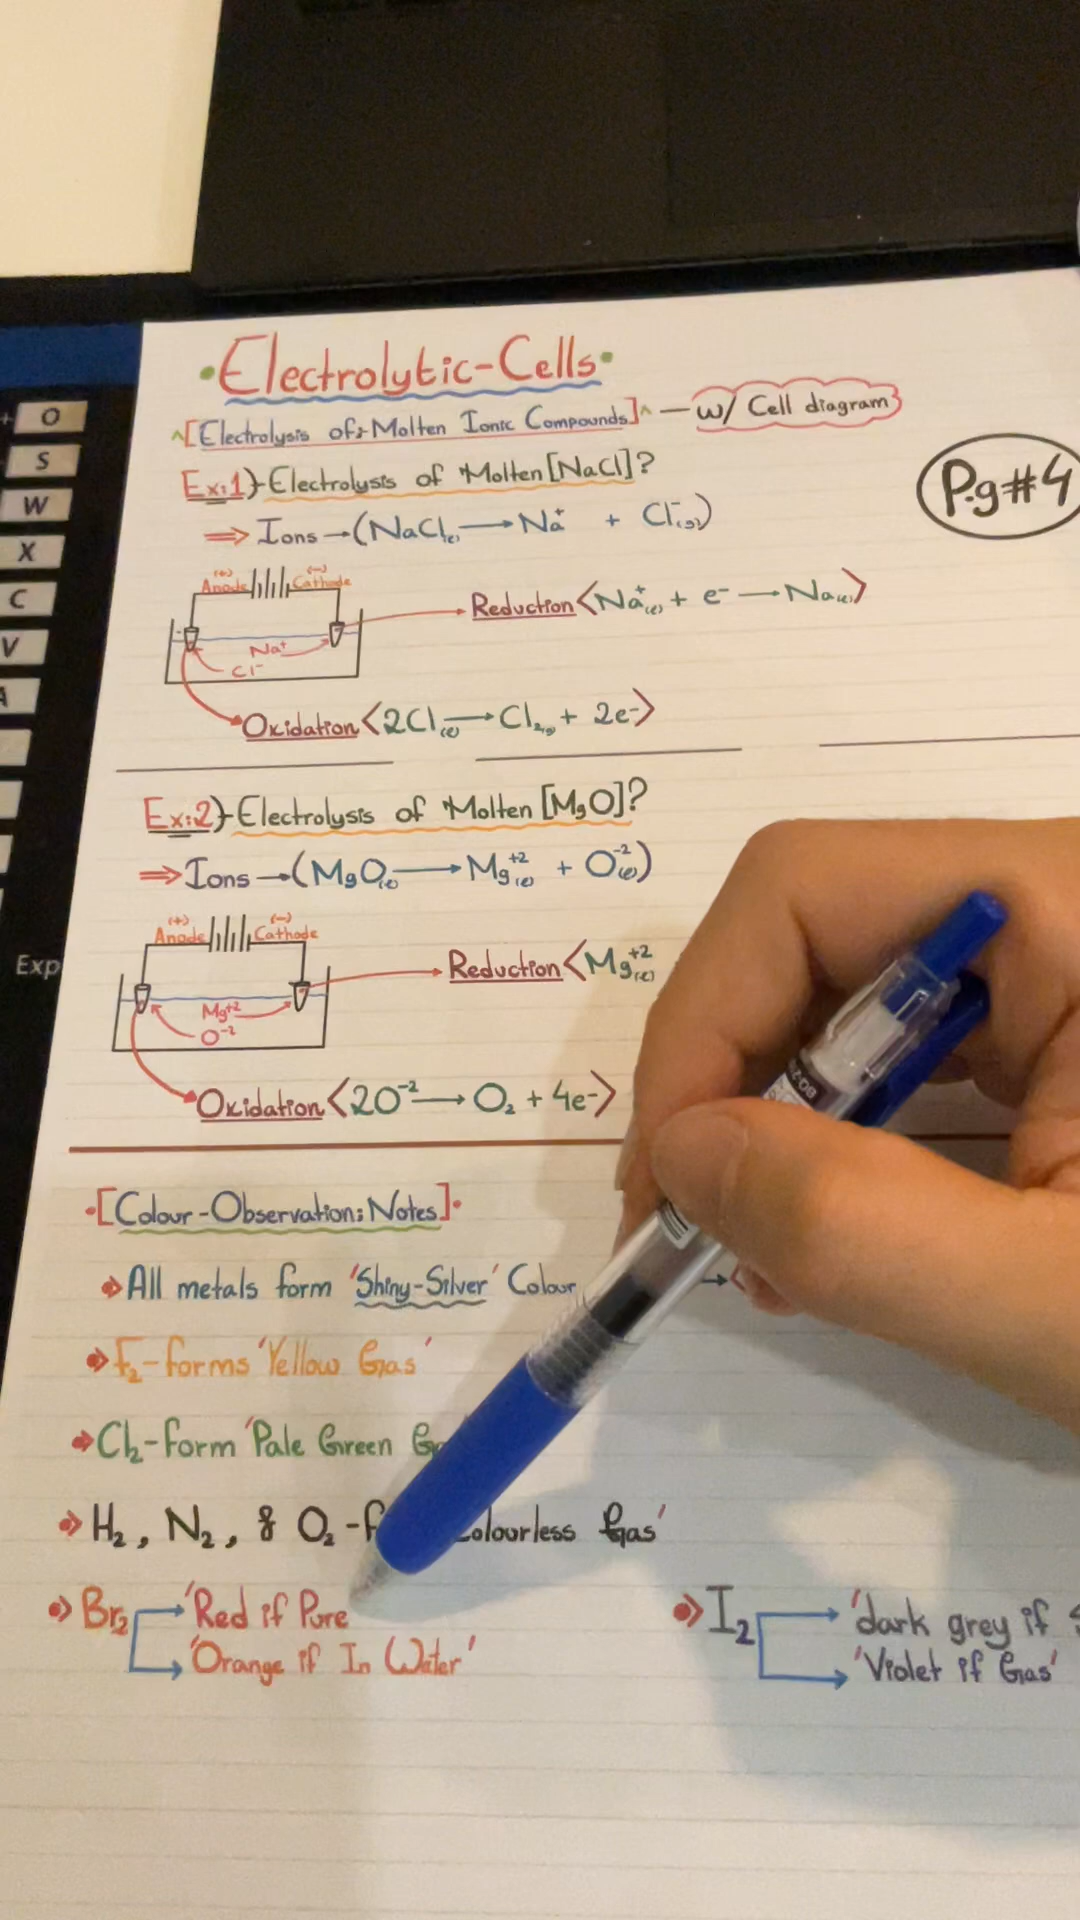 •Electrolytic-Cells•
^[Electrolysis of: Molten Ionic Compounds]^ — w/ Cell diagram
P.g#4
Ex:1}-Electrolysis of Molten [NaCl]?
⇒ Ions→(NaCl(l) → Na⁺ + Cl⁻(g))
(+) (−)
Anode Cathode
Reduction <Na⁺(l) + e⁻ → Na(l)>
Na⁺
Cl⁻
Oxidation <2Cl(l) → Cl₂(g) + 2e⁻>
Ex:2}-Electrolysis of Molten [MgO]?
⇒ Ions→(MgO(l) → Mg⁺²(l) + O⁻²(l))
(+) (−)
Anode Cathode
Reduction <Mg⁺²(l)
Mg⁺²
O⁻²
Oxidation <2O⁻² → O₂ + 4e⁻>
•[Colour-Observation: Notes]•
All metals form 'Shiny-Silver' Colour →
F₂-forms 'Yellow Gas'
Cl₂-form 'Pale Green
H₂, N₂, & O₂ - Colourless Gas'
Br₂ → 'Red if Pure
→ 'Orange if In Water'
I₂ → 'dark grey if
→ 'Violet if Gas'
O
S
W
X
C
V
A
Exp